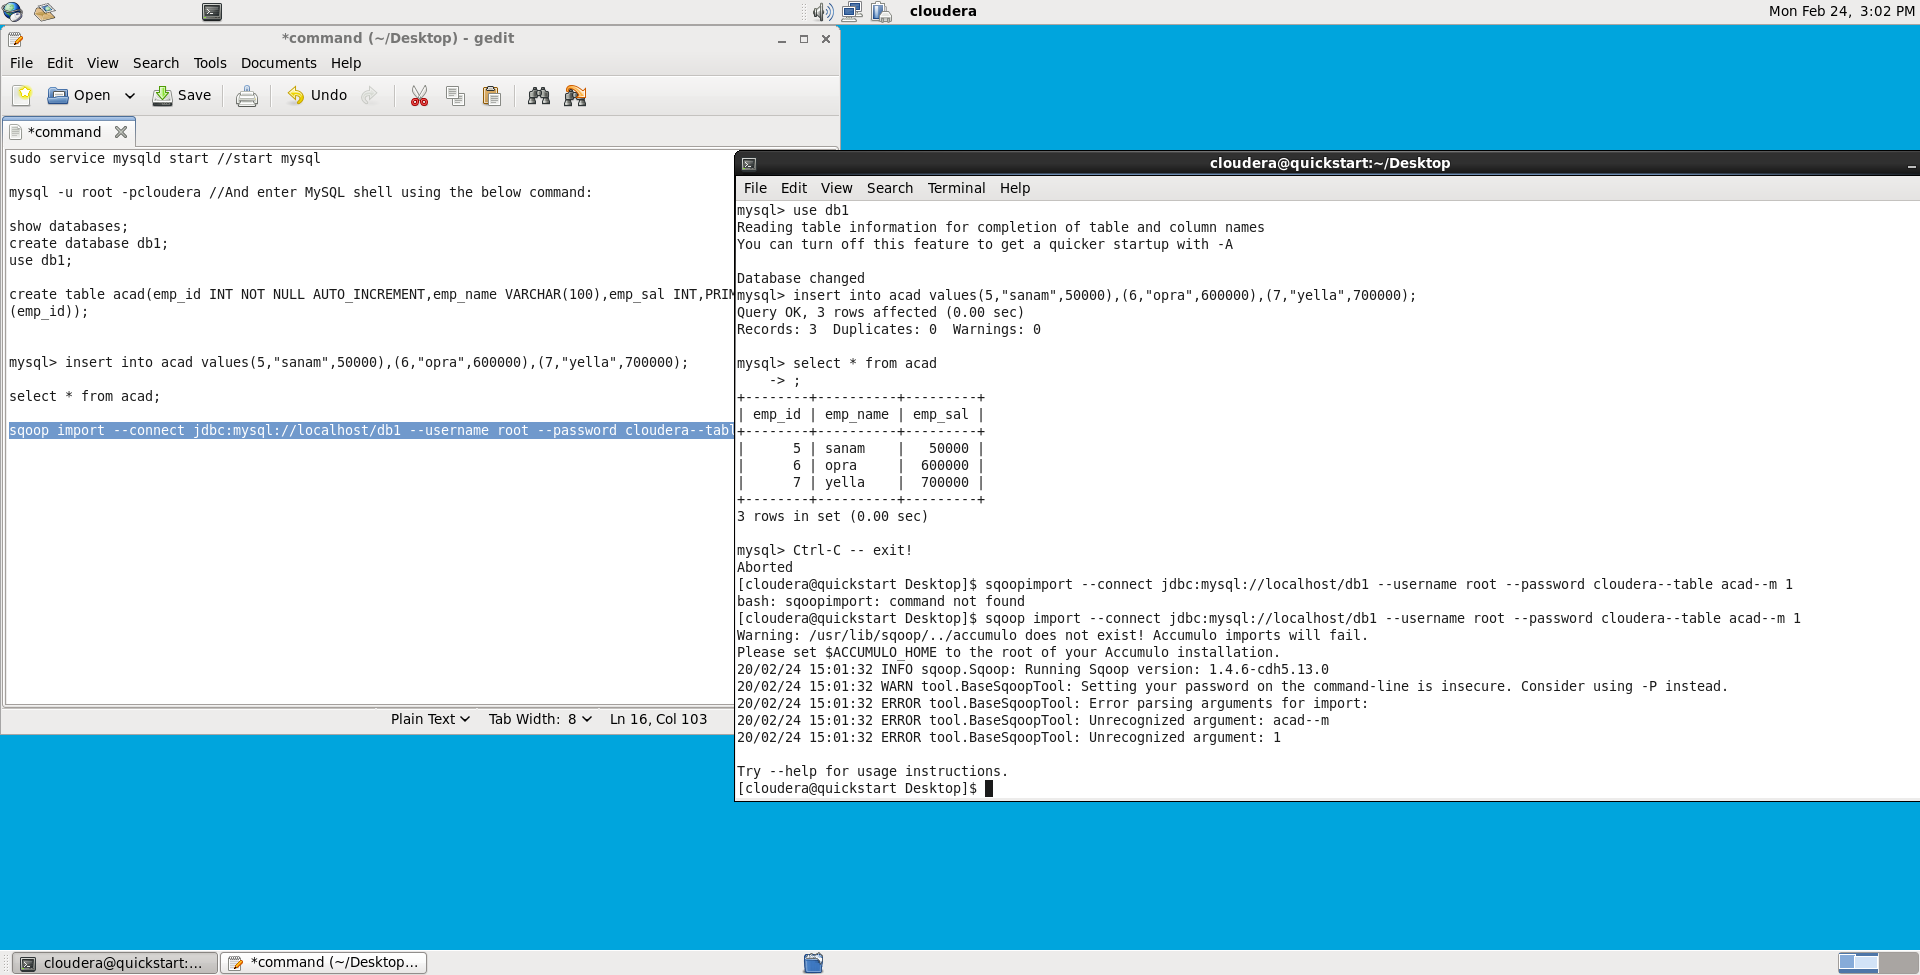 cloudera
Mon Feb 24, 3:02 PM
*command (~/Desktop) - gedit
File Edit View Search Tools Documents Help
Open Save Undo
*command
sudo service mysqld start //start mysql
mysql -u root -pcloudera //And enter MySQL shell using the below command:
show databases;
create database db1;
use db1;
create table acad(emp_id INT NOT NULL AUTO_INCREMENT,emp_name VARCHAR(100),emp_sal INT,PRIM
(emp_id));
mysql> insert into acad values(5,"sanam",50000),(6,"opra",600000),(7,"yella",700000);
select * from acad;
sqoop import --connect jdbc:mysql://localhost/db1 --username root --password cloudera--tabl
Plain Text Tab Width: 8 Ln 16, Col 103
cloudera@quickstart:~/Desktop
File Edit View Search Terminal Help
mysql> use db1
Reading table information for completion of table and column names
You can turn off this feature to get a quicker startup with -A
Database changed
mysql> insert into acad values(5,"sanam",50000),(6,"opra",600000),(7,"yella",700000);
Query OK, 3 rows affected (0.00 sec)
Records: 3  Duplicates: 0  Warnings: 0
mysql> select * from acad
    -> ;
+--------+----------+---------+
| emp_id | emp_name | emp_sal |
+--------+----------+---------+
|      5 | sanam    |   50000 |
|      6 | opra     |  600000 |
|      7 | yella    |  700000 |
+--------+----------+---------+
3 rows in set (0.00 sec)
mysql> Ctrl-C -- exit!
Aborted
[cloudera@quickstart Desktop]$ sqoopimport --connect jdbc:mysql://localhost/db1 --username root --password cloudera--table acad--m 1
bash: sqoopimport: command not found
[cloudera@quickstart Desktop]$ sqoop import --connect jdbc:mysql://localhost/db1 --username root --password cloudera--table acad--m 1
Warning: /usr/lib/sqoop/../accumulo does not exist! Accumulo imports will fail.
Please set $ACCUMULO_HOME to the root of your Accumulo installation.
20/02/24 15:01:32 INFO sqoop.Sqoop: Running Sqoop version: 1.4.6-cdh5.13.0
20/02/24 15:01:32 WARN tool.BaseSqoopTool: Setting your password on the command-line is insecure. Consider using -P instead.
20/02/24 15:01:32 ERROR tool.BaseSqoopTool: Error parsing arguments for import:
20/02/24 15:01:32 ERROR tool.BaseSqoopTool: Unrecognized argument: acad--m
20/02/24 15:01:32 ERROR tool.BaseSqoopTool: Unrecognized argument: 1
Try --help for usage instructions.
[cloudera@quickstart Desktop]$
cloudera@quickstart:...
*command (~/Desktop...